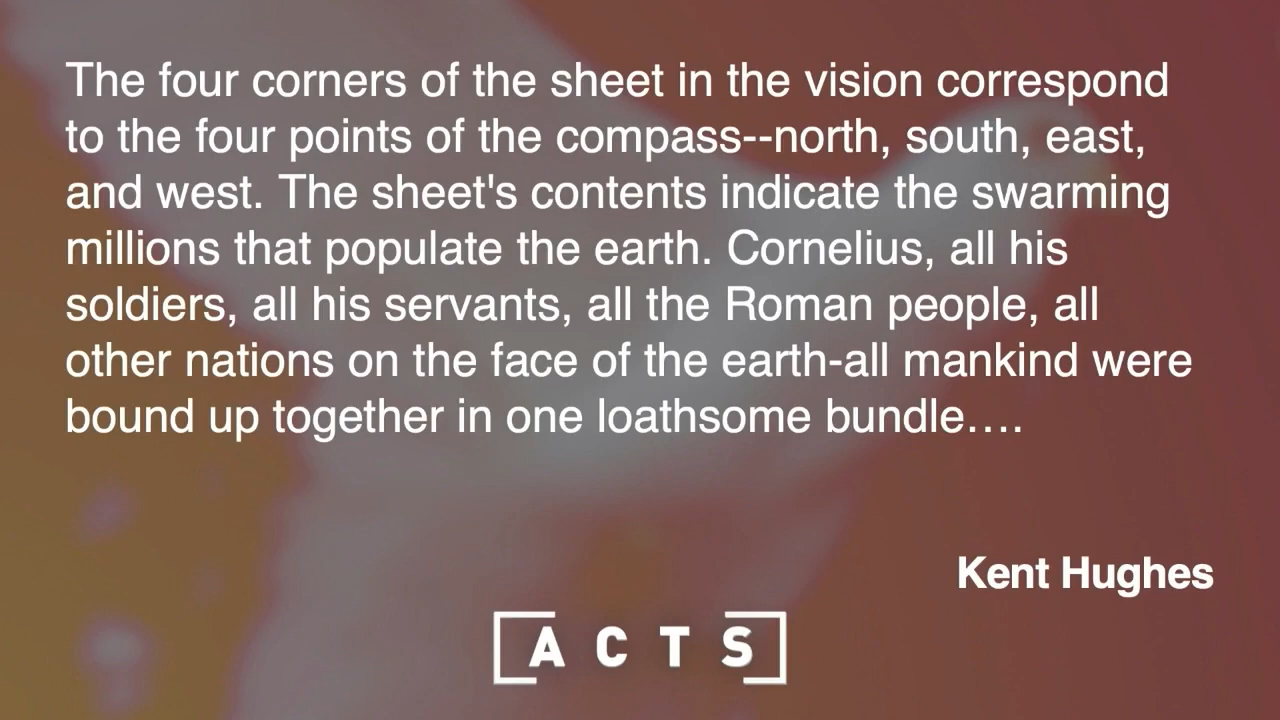 The four corners of the sheet in the vision correspond
to the four points of the compass--north, south, east,
and west. The sheet's contents indicate the swarming
millions that populate the earth. Cornelius, all his
soldiers, all his servants, all the Roman people, all
other nations on the face of the earth-all mankind were
bound up together in one loathsome bundle….
Kent Hughes
ACTS